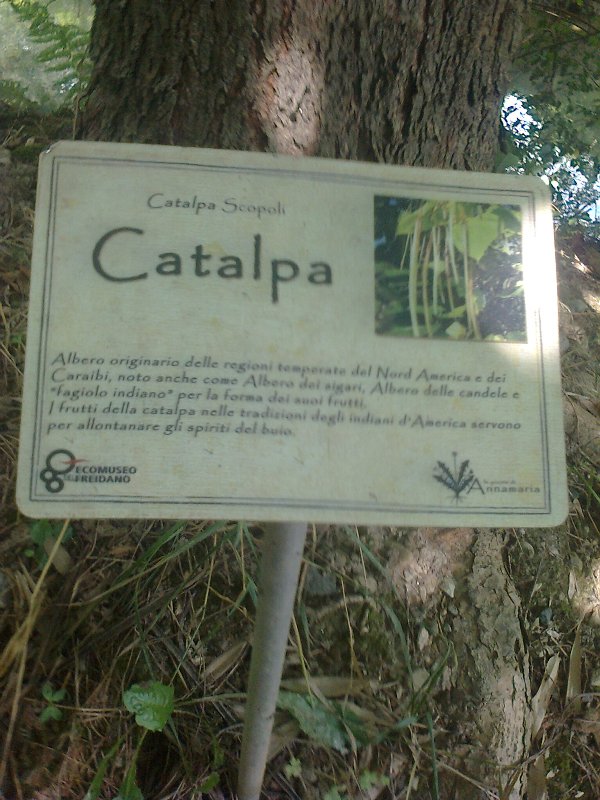 Catalpa Scopoli
Catalpa
Albero originario delle regioni temperate del Nord America e dei
Caraibi, noto anche come Albero dei sigari, Albero delle candele e
"fagiolo indiano" per la forma dei suoi frutti.
I frutti della catalpa nelle tradizioni degli indiani d'America servono
per allontanare gli spiriti del buio.
ECOMUSEO
FREIDANO
Annamaria